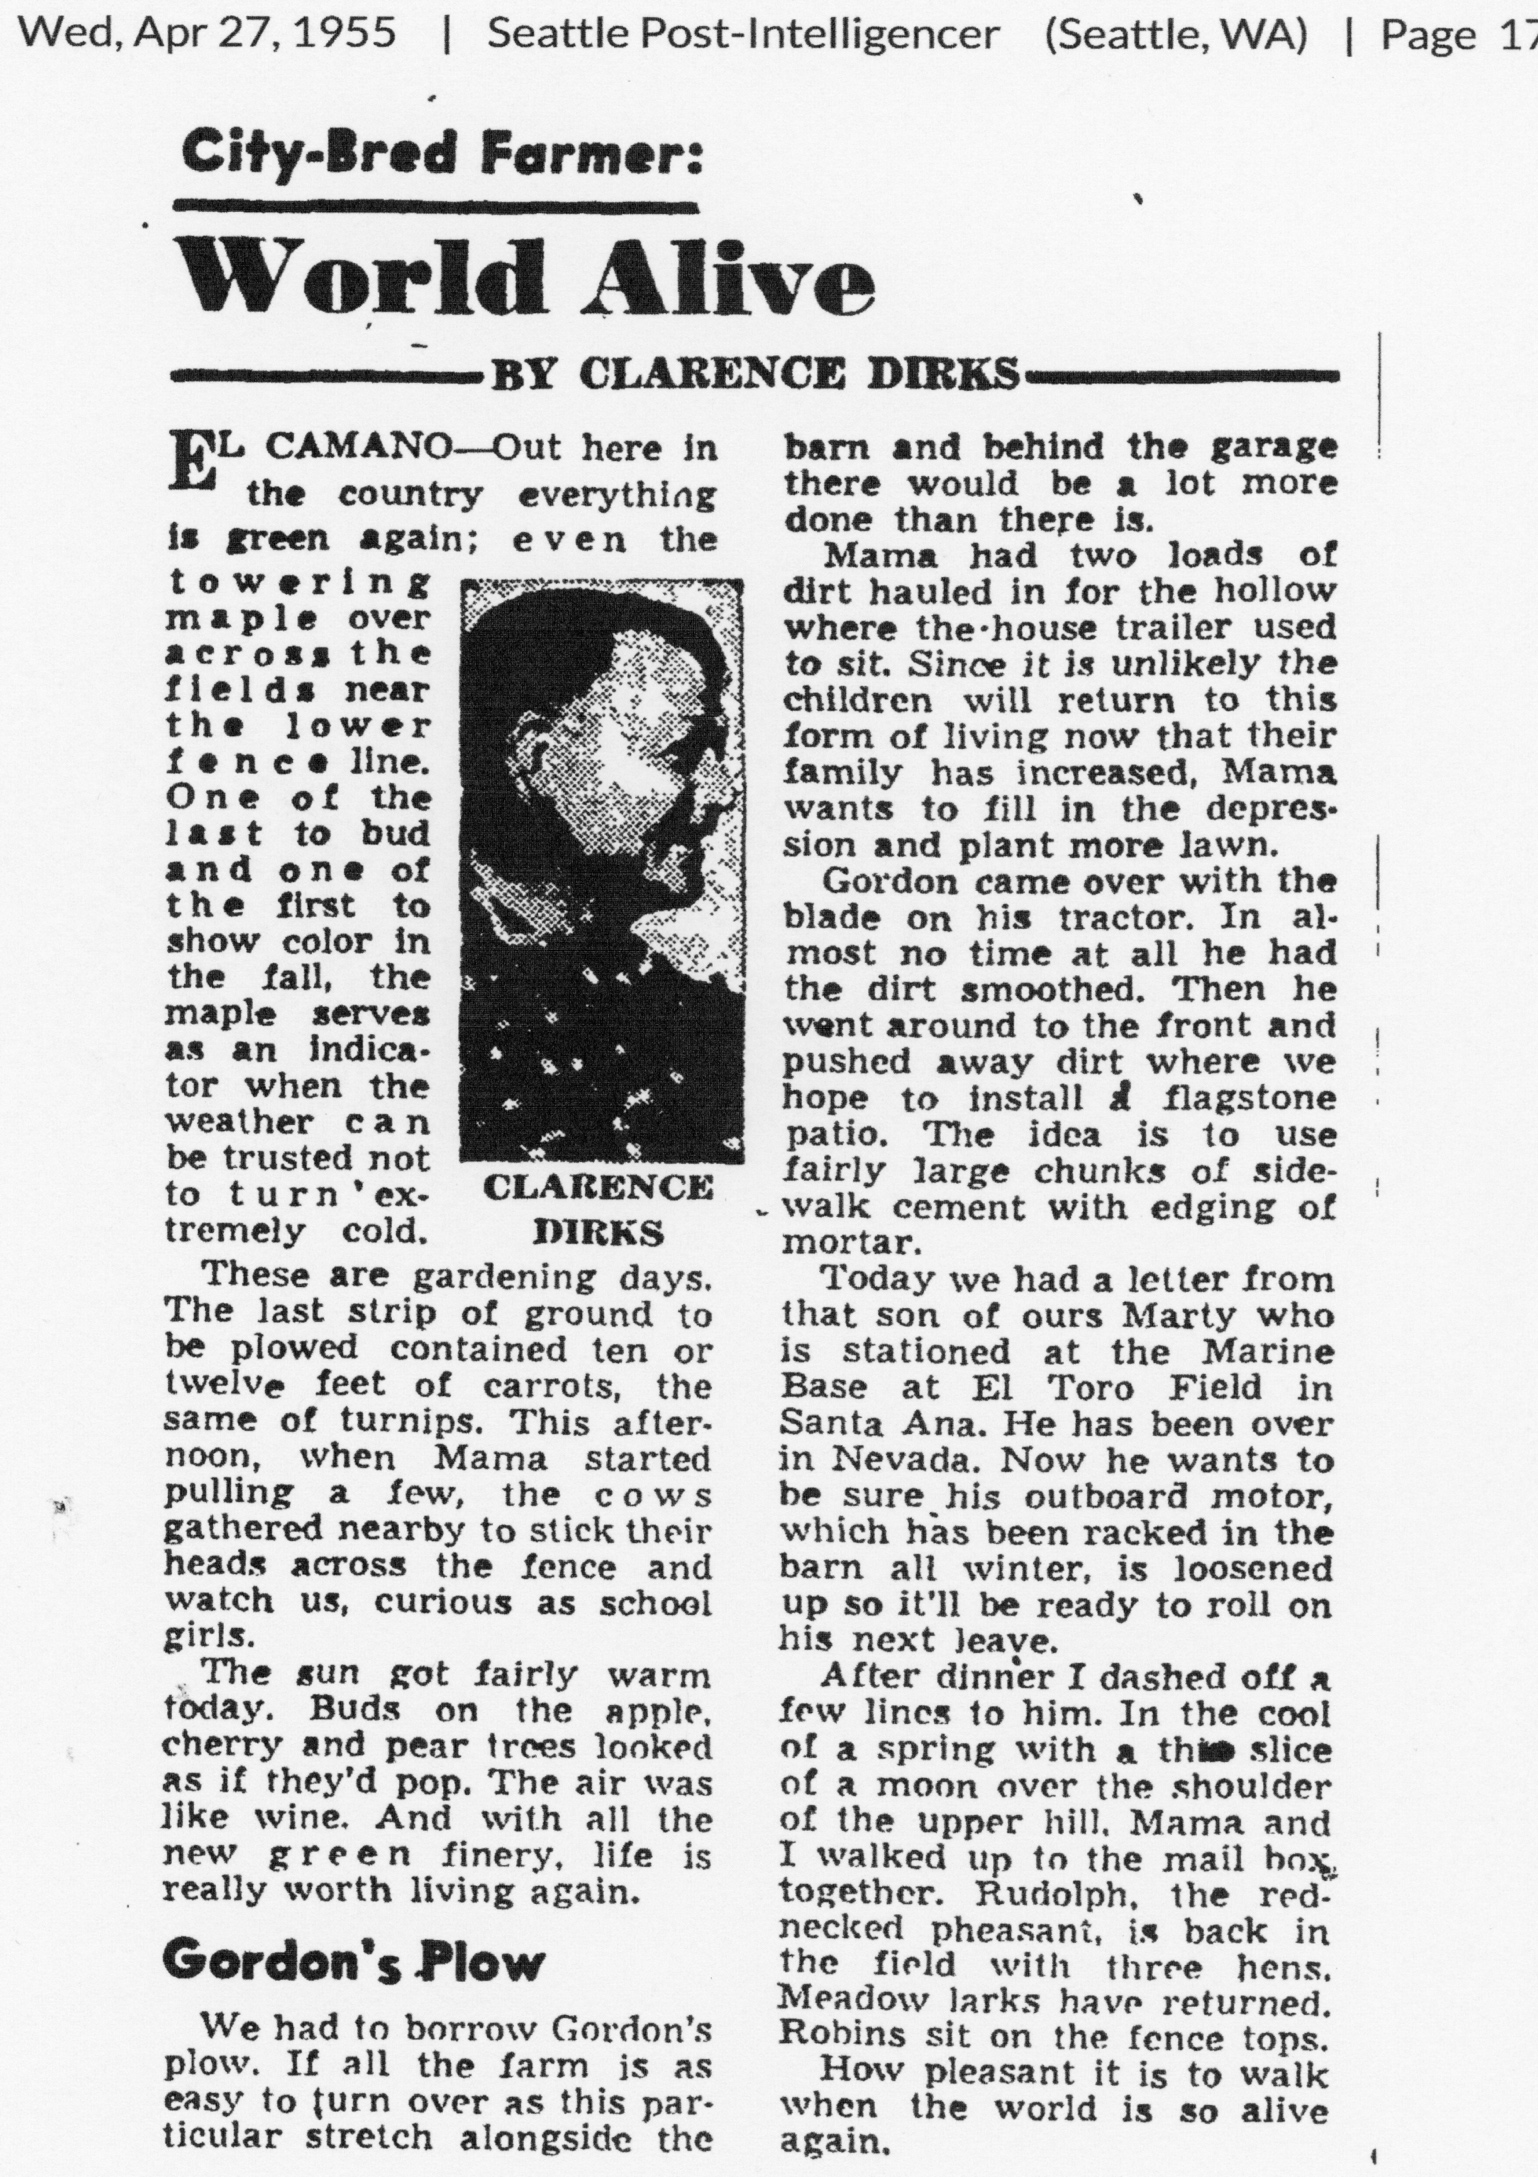 Wed, Apr 27, 1955 | Seattle Post-Intelligencer (Seattle, WA) | Page 17
City-Bred Farmer:
World Alive
BY CLARENCE DIRKS
EL CAMANO—Out here in
the country everything
is green again; even the
towering
maple over
across the
fields near
the lower
fence line.
One of the
last to bud
and one of
the first to
show color in
the fall, the
maple serves
as an indica-
tor when the
weather can
be trusted not
to turn ex-
tremely cold.
CLARENCE
DIRKS
These are gardening days.
The last strip of ground to
be plowed contained ten or
twelve feet of carrots, the
same of turnips. This after-
noon, when Mama started
pulling a few, the cows
gathered nearby to stick their
heads across the fence and
watch us, curious as school
girls.
The sun got fairly warm
today. Buds on the apple,
cherry and pear trees looked
as if they'd pop. The air was
like wine. And with all the
new green finery, life is
really worth living again.
Gordon's Plow
We had to borrow Gordon's
plow. If all the farm is as
easy to turn over as this par-
ticular stretch alongside the
barn and behind the garage
there would be a lot more
done than there is.
Mama had two loads of
dirt hauled in for the hollow
where the house trailer used
to sit. Since it is unlikely the
children will return to this
form of living now that their
family has increased, Mama
wants to fill in the depres-
sion and plant more lawn.
Gordon came over with the
blade on his tractor. In al-
most no time at all he had
the dirt smoothed. Then he
went around to the front and
pushed away dirt where we
hope to install a flagstone
patio. The idea is to use
fairly large chunks of side-
walk cement with edging of
mortar.
Today we had a letter from
that son of ours Marty who
is stationed at the Marine
Base at El Toro Field in
Santa Ana. He has been over
in Nevada. Now he wants to
be sure his outboard motor,
which has been racked in the
barn all winter, is loosened
up so it'll be ready to roll on
his next leave.
After dinner I dashed off a
few lines to him. In the cool
of a spring with a thin slice
of a moon over the shoulder
of the upper hill, Mama and
I walked up to the mail box
together. Rudolph, the red-
necked pheasant, is back in
the field with three hens.
Meadow larks have returned.
Robins sit on the fence tops.
How pleasant it is to walk
when the world is so alive
again.